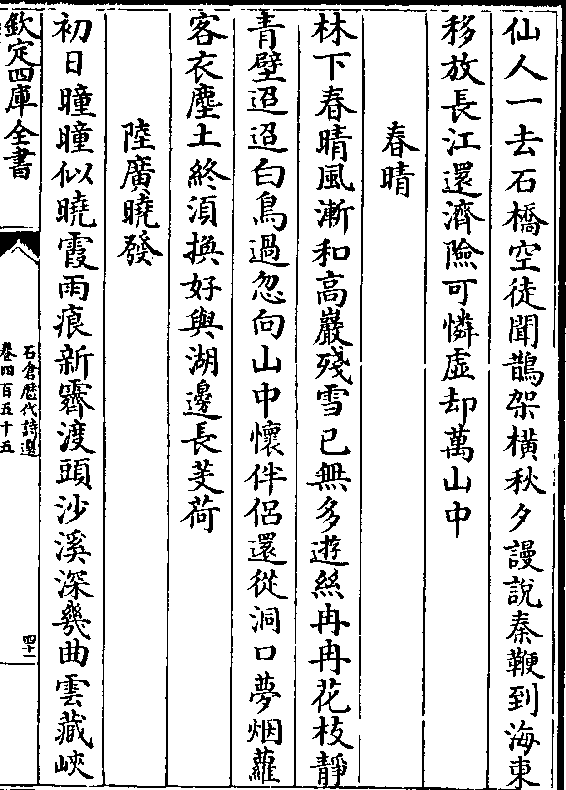 仙人一去石橋空徒聞鵲架横秋夕謾說秦鞭到海東
移放長江還濟險可憐虚却萬山中
春晴
林下春晴風漸和高巖殘雪已無多遊絲冉冉花枝靜
青壁迢迢白鳥過忽向山中懷伴侶還從洞口夢烟蘿
客衣塵土終須換好與湖邊長芰荷
陸廣曉發
初日曈曈似曉霞雨痕新霽渡頭沙溪深幾曲雲藏峽
欽定四庫全書
石倉歴代詩選
卷四百五十五
四十二